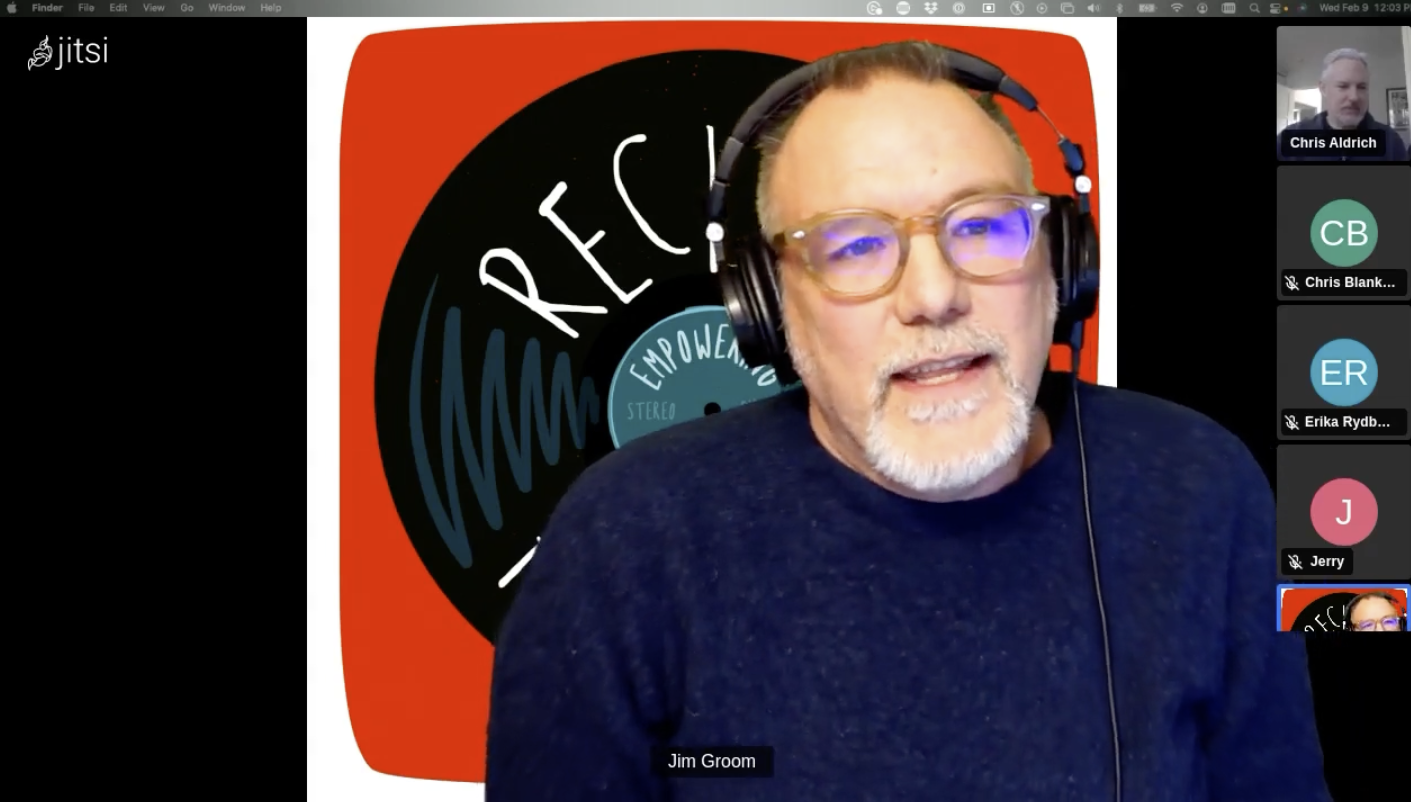 Finder File Edit View Go Window Help
Wed Feb 9 12:03 P
jitsi
REC
EMPOWERING
STEREO
Chris Aldrich
CB
Chris Blank...
ER
Erika Rydb...
J
Jerry
REC
Jim Groom